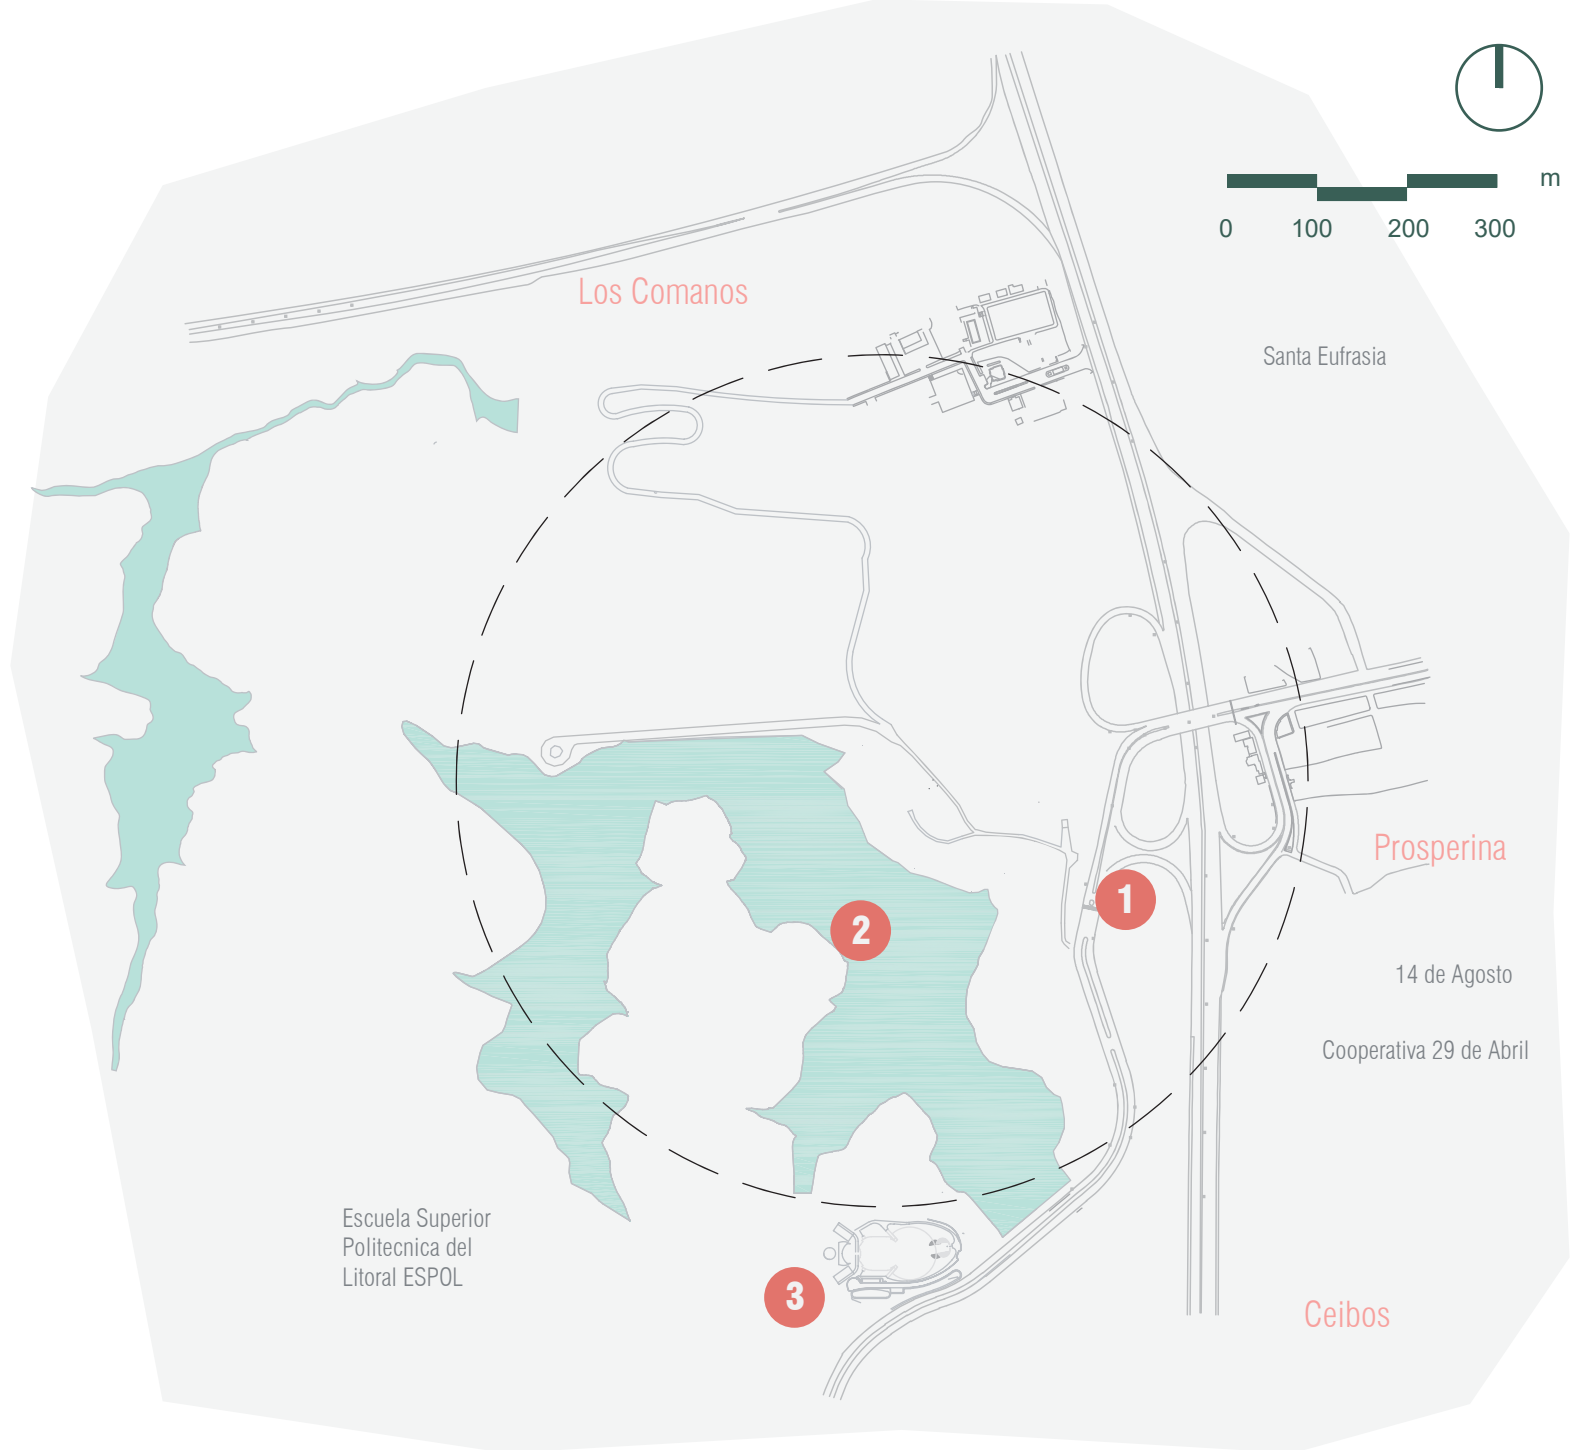 m
0 100 200 300
Los Comanos
Santa Eufrasia
Prosperina
1
2
14 de Agosto
Cooperativa 29 de Abril
Escuela Superior
Politecnica del
Litoral ESPOL
3
Ceibos